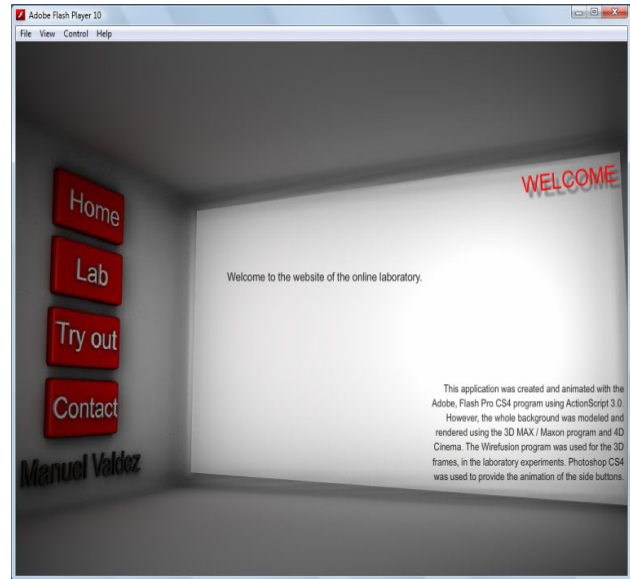 Adobe Flash Player 10
File View Control Help
WELCOME
Home
Lab
Try out
Contact
Manuel Valdez
Welcome to the website of the online laboratory.
This application was created and animated with the
Adobe, Flash Pro CS4 program using ActionScript 3.0.
However, the whole background was modeled and
rendered using the 3D MAX / Maxon program and 4D
Cinema. The Wirefusion program was used for the 3D
frames, in the laboratory experiments. Photoshop CS4
was used to provide the animation of the side buttons.